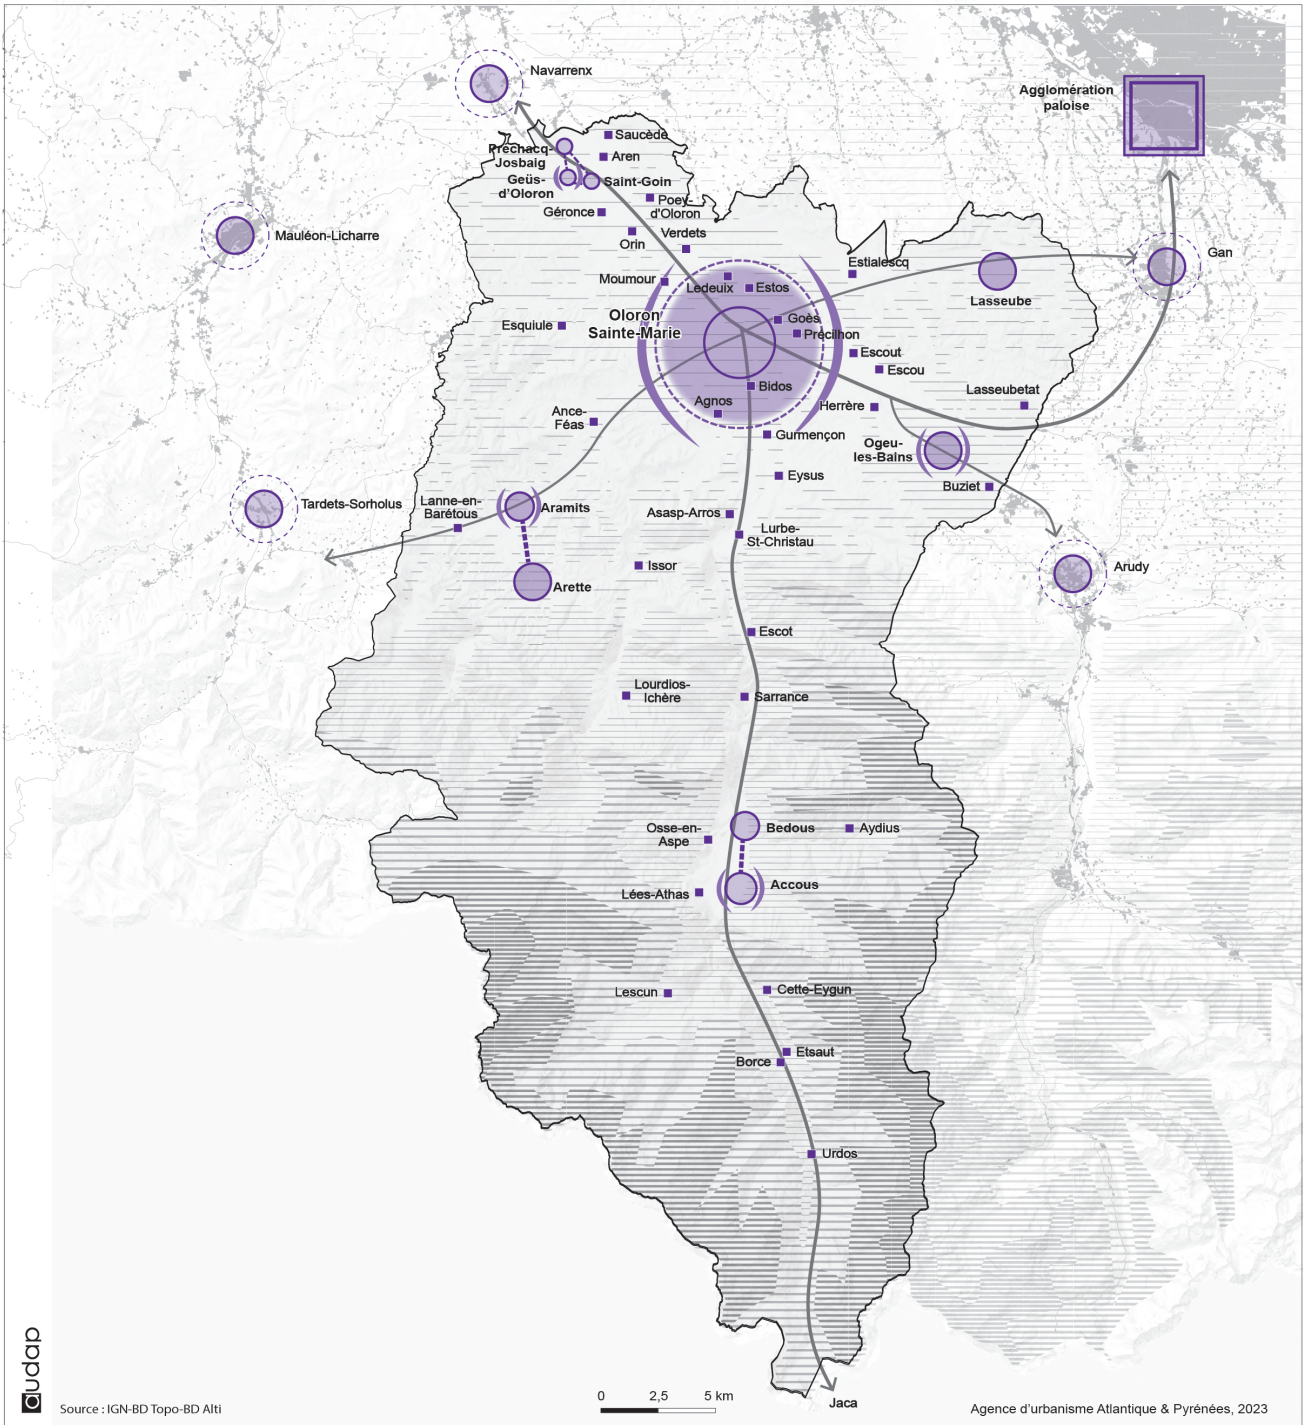 Navarrenx
Agglomération
paloise
Saucède
Préchacq-
Josbaig
Aren
Geüs-
d'Oloron
Saint-Goin
Poey-
d'Oloron
Géronce
Orin
Verdets
Mauléon-Licharre
Gan
Estialescq
Moumour
Ledeuix
Estos
Lasseube
Oloron
Sainte-Marie
Goès
Précilhon
Esquiule
Escout
Escou
Bidos
Lasseubetat
Agnos
Herrère
Ance-
Féas
Gurmençon
Ogeu-
les-Bains
Eysus
Buziet
Tardets-Sorholus
Lanne-en-
Barétous
Aramits
Asasp-Arros
Lurbe-
St-Christau
Issor
Arudy
Arette
Escot
Lourdios-
Ichère
Sarrance
Osse-en-
Aspe
Bedous
Aydius
Lées-Athas
Accous
Lescun
Cette-Eygun
Etsaut
Borce
Urdos
Jaca
audap
Source : IGN-BD Topo-BD Alti
0 2,5 5 km
Agence d'urbanisme Atlantique & Pyrénées, 2023